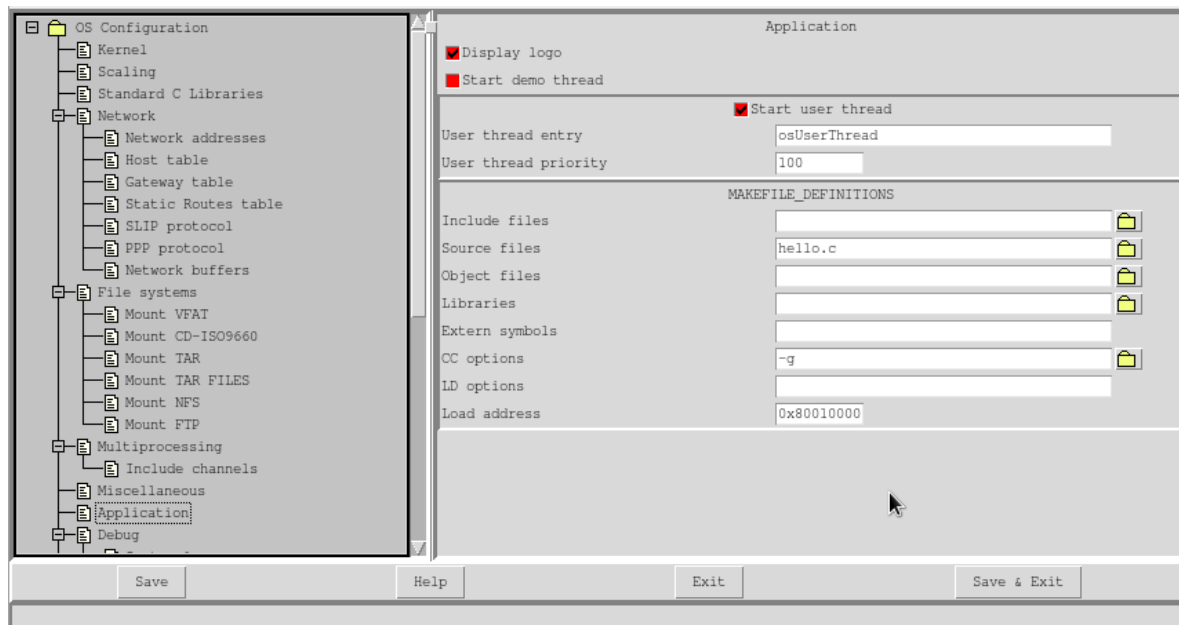 OS Configuration
Kernel
Scaling
Standard C Libraries
Network
Network addresses
Host table
Gateway table
Static Routes table
SLIP protocol
PPP protocol
Network buffers
File systems
Mount VFAT
Mount CD-ISO9660
Mount TAR
Mount TAR FILES
Mount NFS
Mount FTP
Multiprocessing
Include channels
Miscellaneous
Application
Debug
Application
Display logo
Start demo thread
Start user thread
User thread entry osUserThread
User thread priority 100
MAKEFILE_DEFINITIONS
Include files
Source files hello.c
Object files
Libraries
Extern symbols
CC options -g
LD options
Load address 0x80010000
Save Help Exit Save & Exit